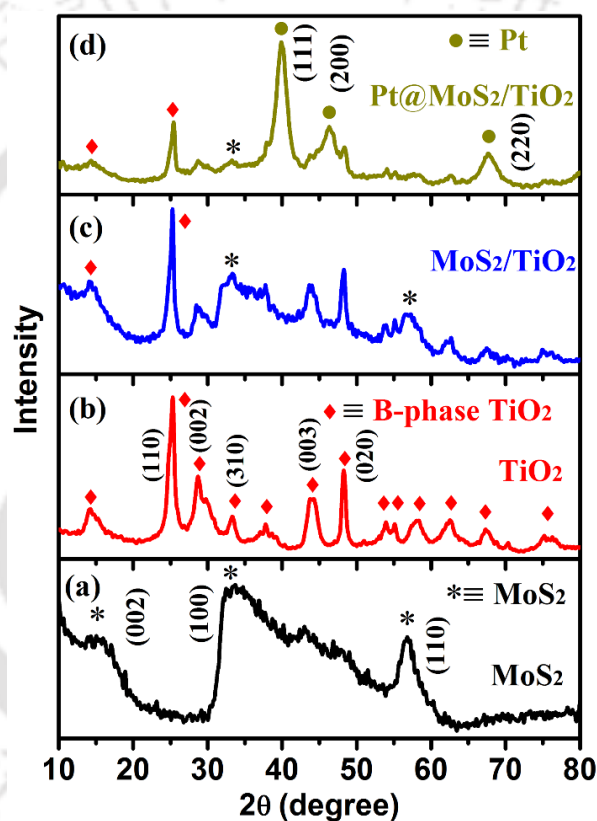 (d)
● ≡ Pt
(111)
(200)
Pt@MoS₂/TiO₂
*
(220)
(c)
MoS₂/TiO₂
*
*
(b)
♦ ≡ B-phase TiO₂
(110)
(002)
(310)
(003)
(020)
TiO₂
(a)
*≡ MoS₂
*
(002)
(100)
*
*
(110)
MoS₂
Intensity
10 20 30 40 50 60 70 80
2θ (degree)